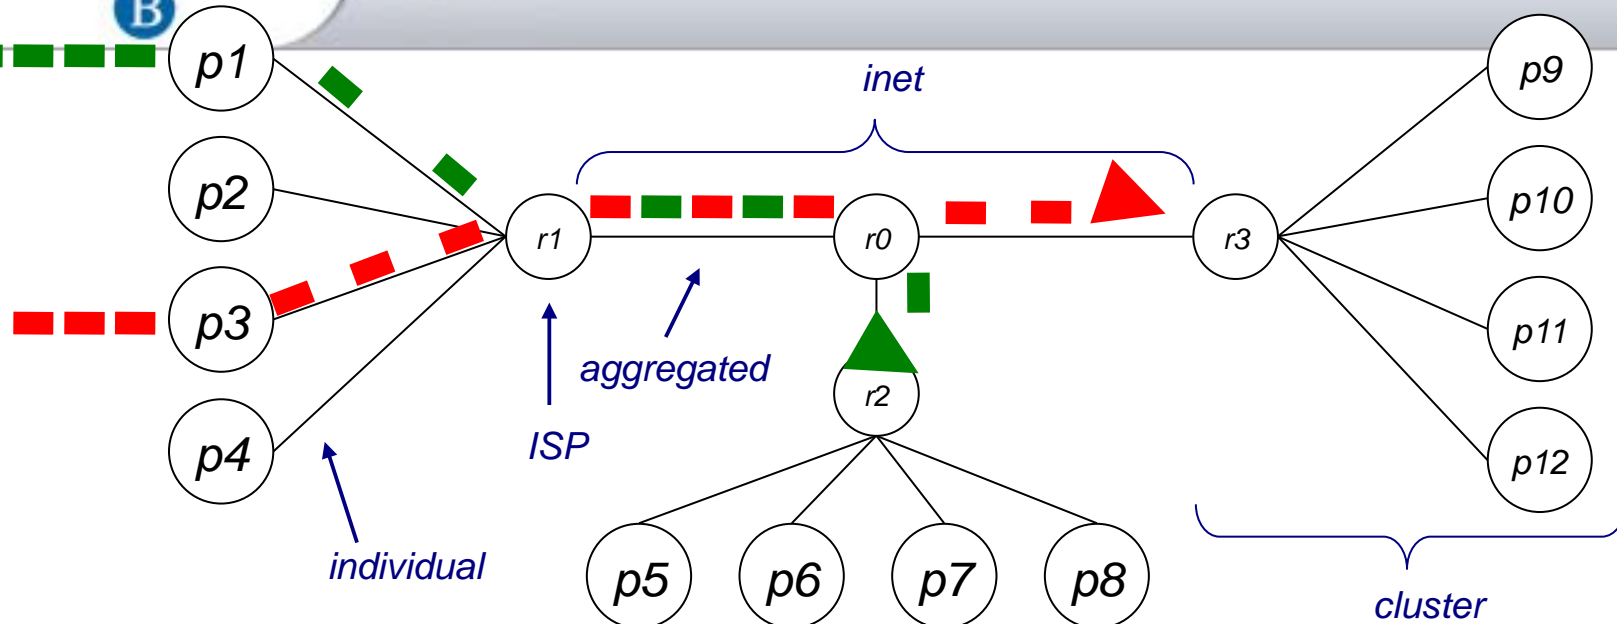 B
p1
inet
p9
p2
p10
r1
r0
r3
p3
p11
aggregated
r2
ISP
p4
p12
individual
p5
p6
p7
p8
cluster